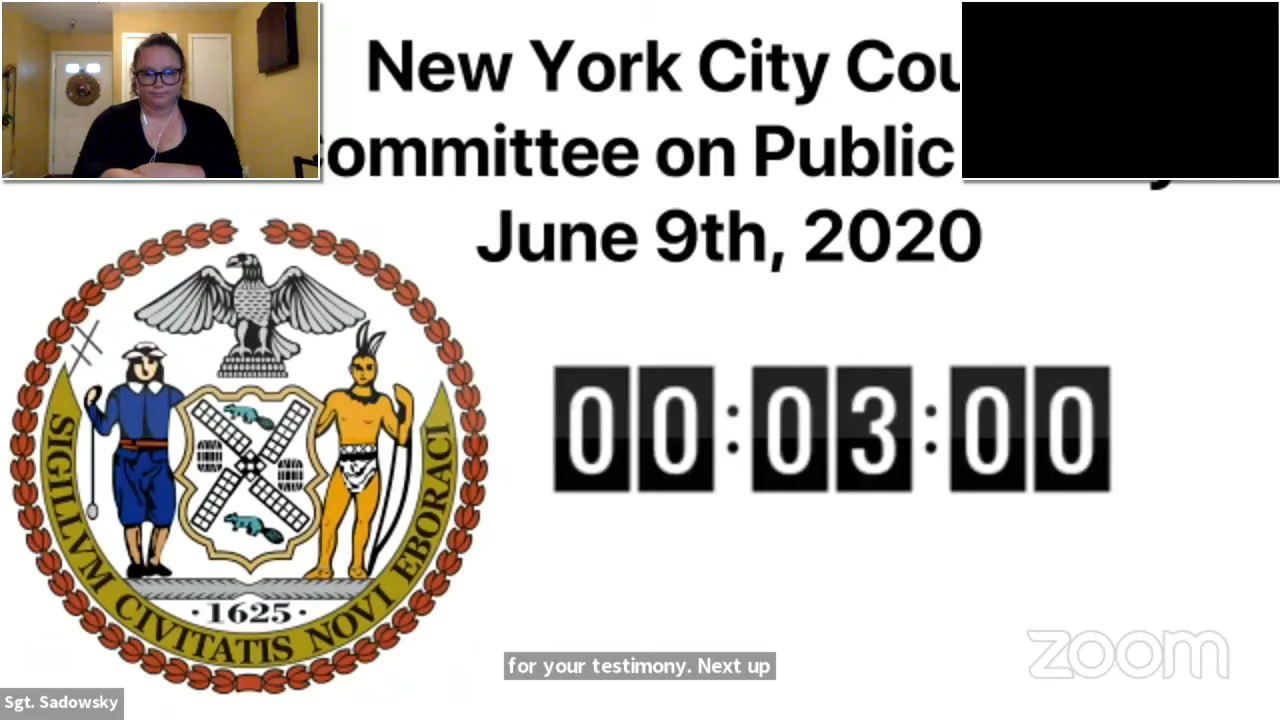 New York City Cou
ommittee on Public
June 9th, 2020
00:03:00
SIGILLVM CIVITATIS NOVI EBORACI
·1625·
for your testimony. Next up
zoom
Sgt. Sadowsky